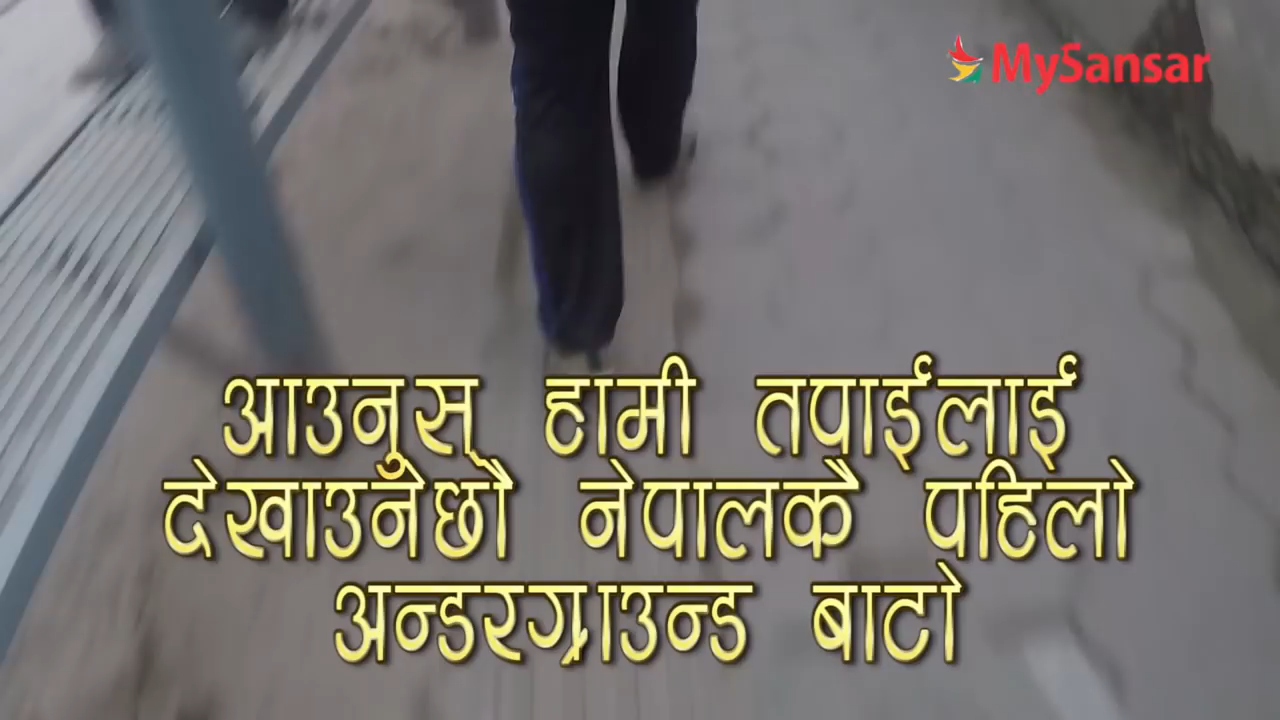 MySansar
आउनुस् हामी तपाईंलाई
देखाउनेछौ नेपालकै पहिलो
अन्डरग्राउन्ड बाटो